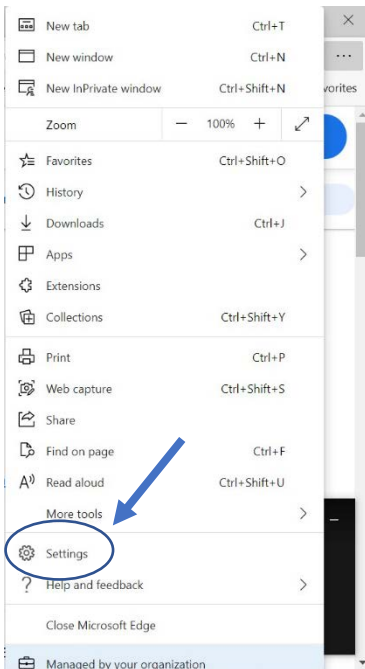 New tab Ctrl+T
New window Ctrl+N
New InPrivate window Ctrl+Shift+N
vorites
Zoom — 100% +
Favorites Ctrl+Shift+O
History
Downloads Ctrl+J
Apps
Extensions
Collections Ctrl+Shift+Y
Print Ctrl+P
Web capture Ctrl+Shift+S
Share
Find on page Ctrl+F
Read aloud Ctrl+Shift+U
More tools
Settings
Help and feedback
Close Microsoft Edge
Managed by your organization